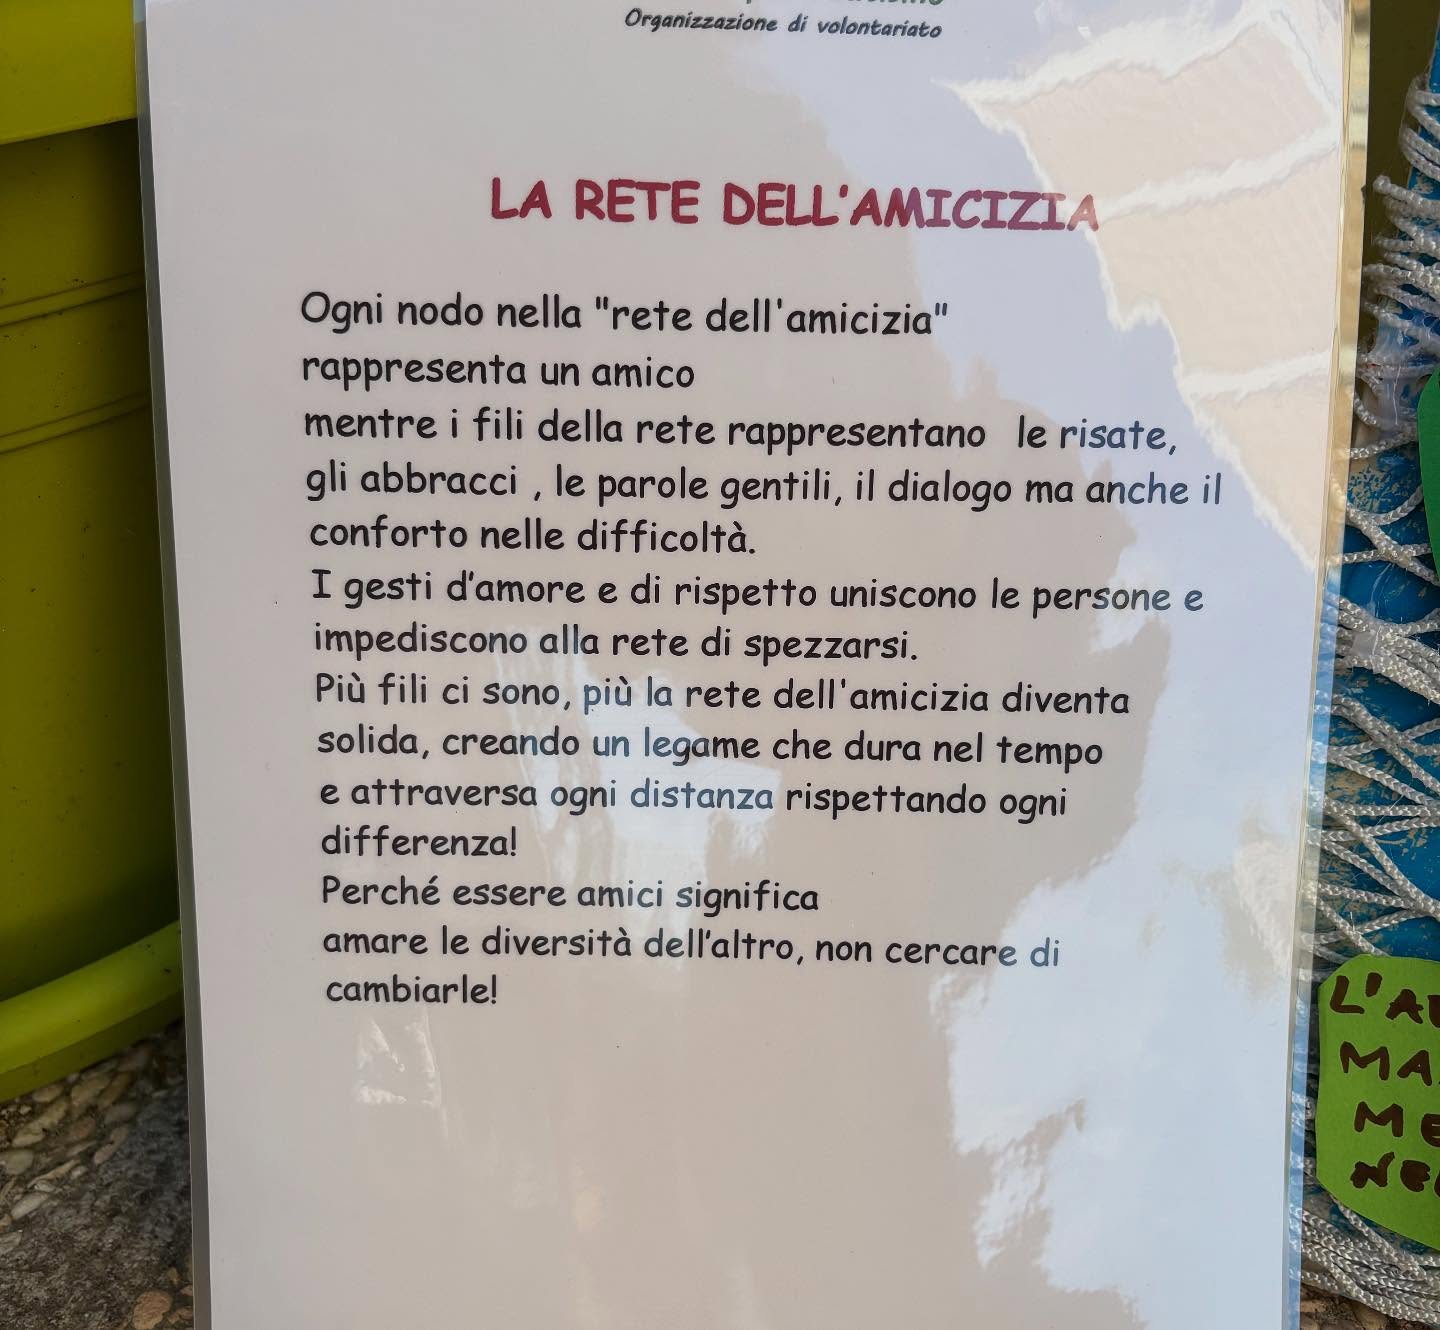 Organizzazione di volontariato
LA RETE DELL'AMICIZIA
Ogni nodo nella "rete dell'amicizia"
rappresenta un amico
mentre i fili della rete rappresentano le risate,
gli abbracci , le parole gentili, il dialogo ma anche il
conforto nelle difficoltà.
I gesti d'amore e di rispetto uniscono le persone e
impediscono alla rete di spezzarsi.
Più fili ci sono, più la rete dell'amicizia diventa
solida, creando un legame che dura nel tempo
e attraversa ogni distanza rispettando ogni
differenza!
Perché essere amici significa
amare le diversità dell'altro, non cercare di
cambiarle!